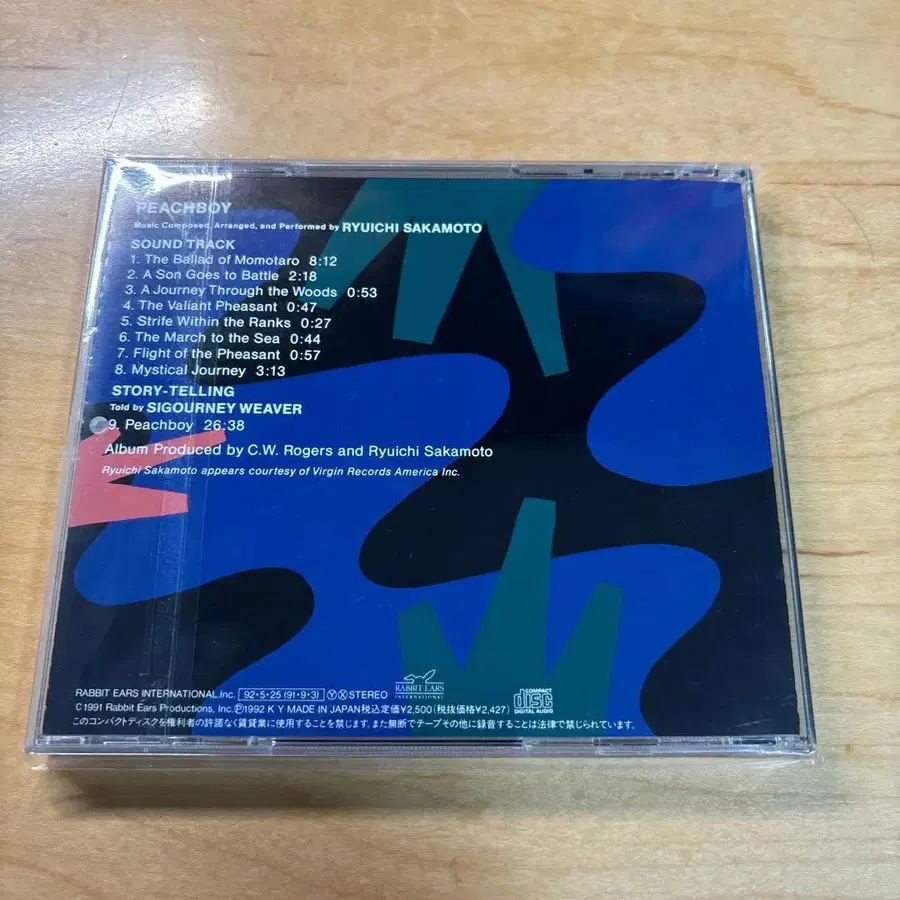 PEACHBOY
Music Composed, Arranged, and Performed by RYUICHI SAKAMOTO
SOUND TRACK
1. The Ballad of Momotaro 8:12
2. A Son Goes to Battle 2:18
3. A Journey Through the Woods 0:53
4. The Valiant Pheasant 0:47
5. Strife Within the Ranks 0:27
6. The March to the Sea 0:44
7. Flight of the Pheasant 0:57
8. Mystical Journey 3:13
STORY-TELLING
Told by SIGOURNEY WEAVER
9. Peachboy 26:38
Album Produced by C.W. Rogers and Ryuichi Sakamoto
Ryuichi Sakamoto appears courtesy of Virgin Records America Inc.
RABBIT EARS INTERNATIONAL.Inc. 92・5・25 (91・9・3) Ⓨ Ⓧ STEREO
RABBIT EARS
INTERNATIONAL
COMPACT
disc
DIGITAL AUDIO
©1991 Rabbit Ears Productions, Inc. ℗1992 K Y MADE IN JAPAN 税込定価¥2,500 (税抜価格¥2,427)
このコンパクトディスクを権利者の許諾なく賃貸業に使用することを禁じます。また無断でテープその他に録音することは法律で禁じられています。